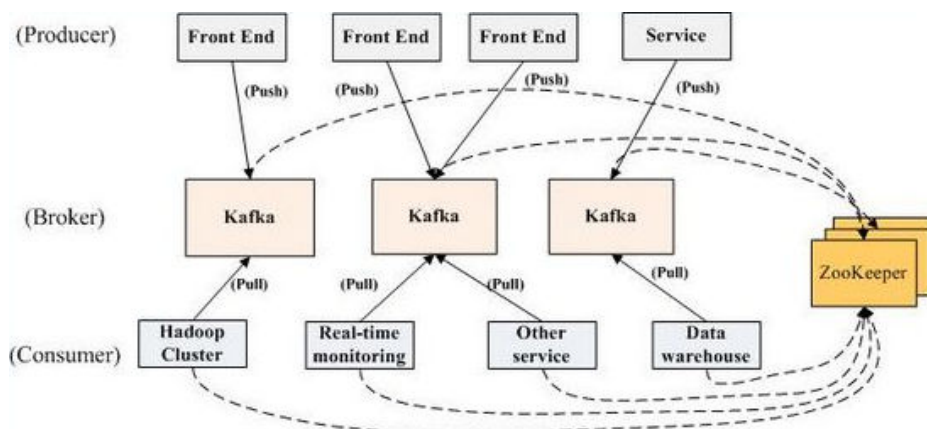 (Producer)
Front End
Front End
Front End
Service
(Push)
(Push)
(Push)
(Push)
(Broker)
Kafka
Kafka
Kafka
ZooKeeper
(Pull)
(Pull)
(Pull)
(Pull)
(Consumer)
Hadoop
Cluster
Real-time
monitoring
Other
service
Data
warehouse